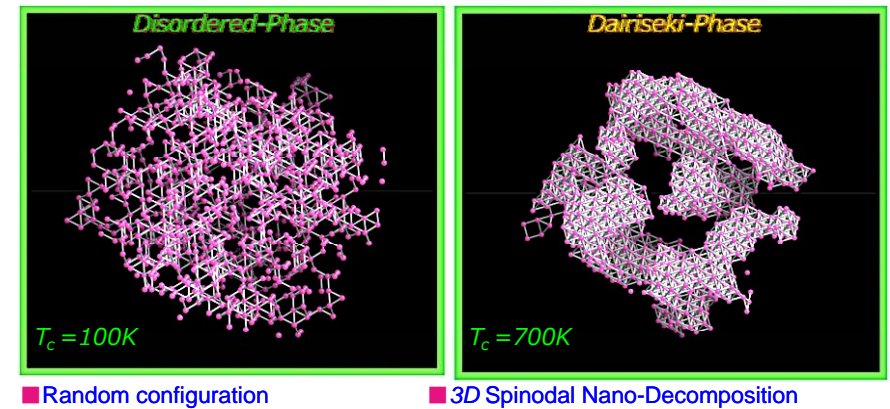 Disordered-Phase
Dairiseki-Phase
Tc=100K
Tc=700K
■Random configuration
■3D Spinodal Nano-Decomposition